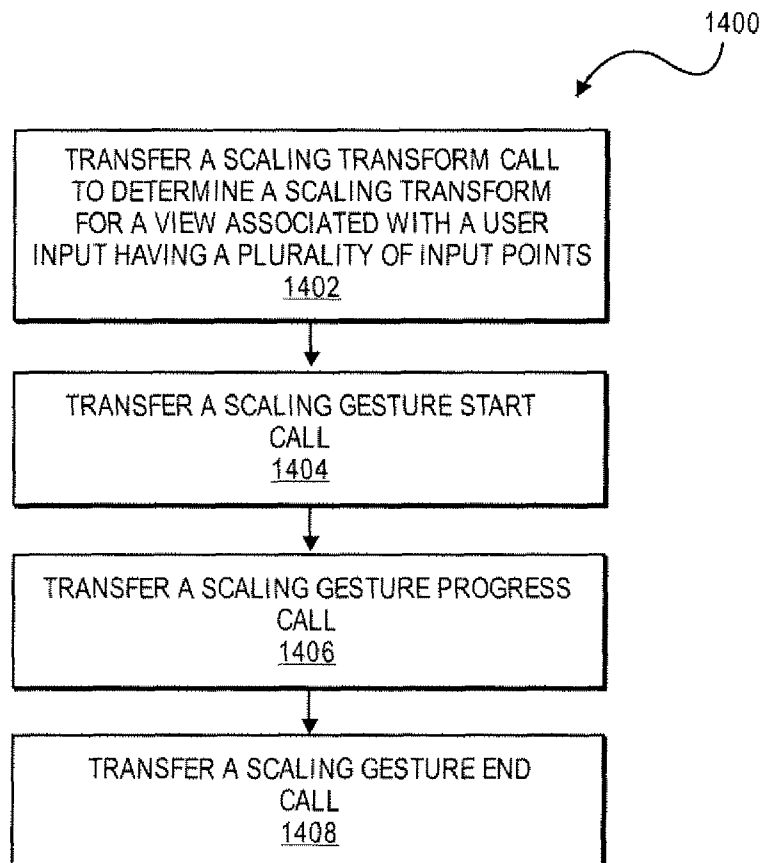 1400
TRANSFER A SCALING TRANSFORM CALL
TO DETERMINE A SCALING TRANSFORM
FOR A VIEW ASSOCIATED WITH A USER
INPUT HAVING A PLURALITY OF INPUT POINTS
1402
TRANSFER A SCALING GESTURE START
CALL
1404
TRANSFER A SCALING GESTURE PROGRESS
CALL
1406
TRANSFER A SCALING GESTURE END
CALL
1408